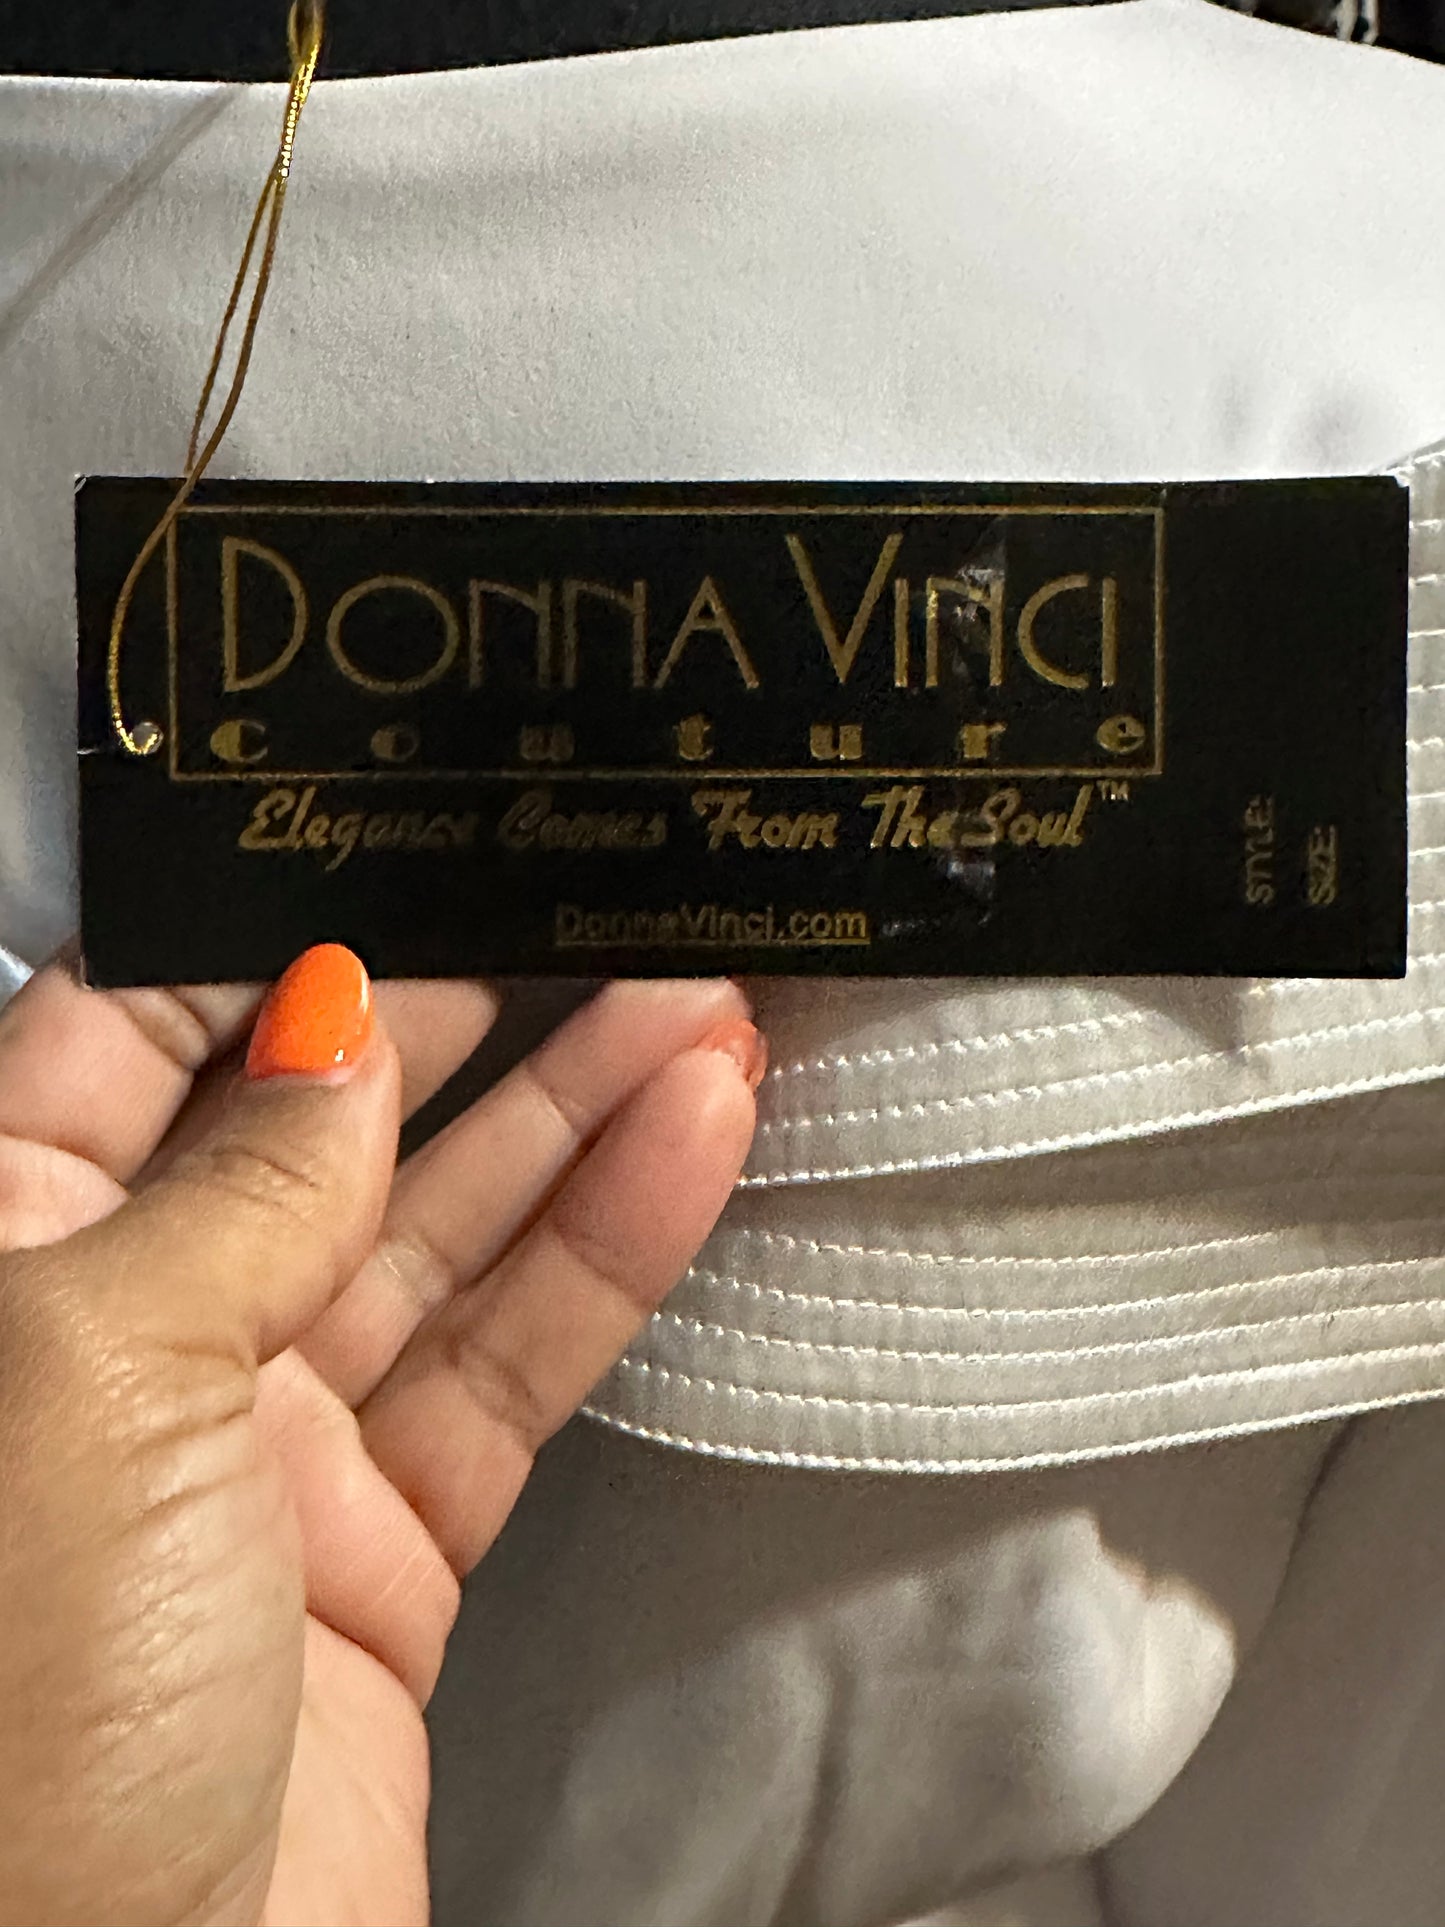 DONNA VINCI
couture
Elegance Comes From The Soul™
DonnaVinci.com
STYLE:
SIZE: